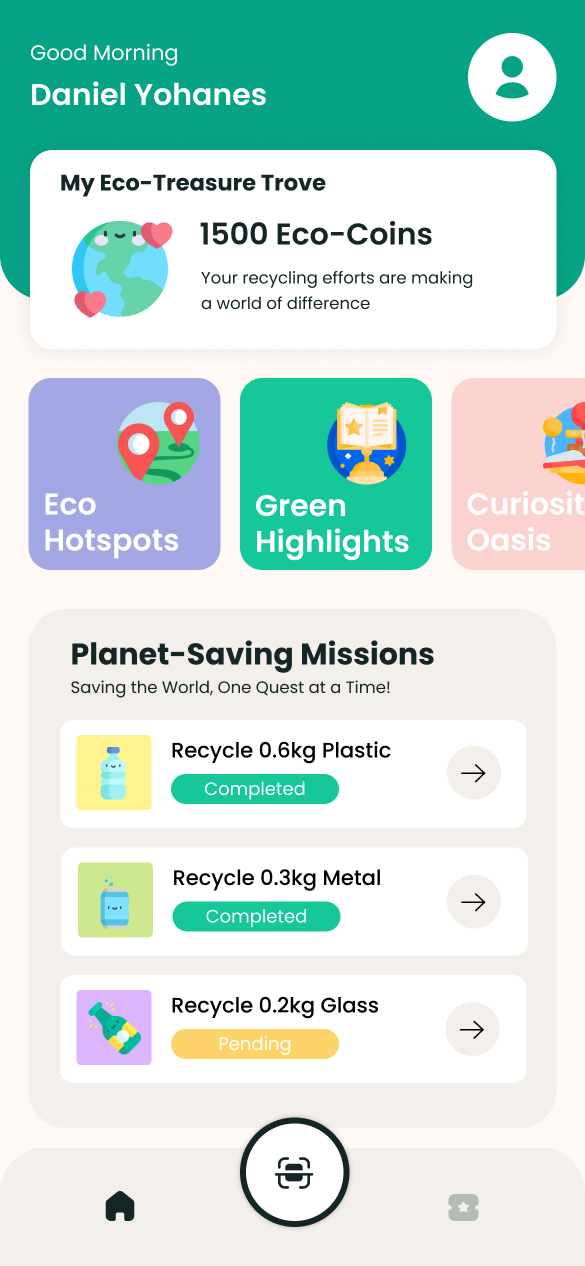 Good Morning
Daniel Yohanes
My Eco-Treasure Trove
1500 Eco-Coins
Your recycling efforts are making
a world of difference
Eco
Hotspots
Green
Highlights
Curiosit
Oasis
Planet-Saving Missions
Saving the World, One Quest at a Time!
Recycle 0.6kg Plastic
Completed
Recycle 0.3kg Metal
Completed
Recycle 0.2kg Glass
Pending